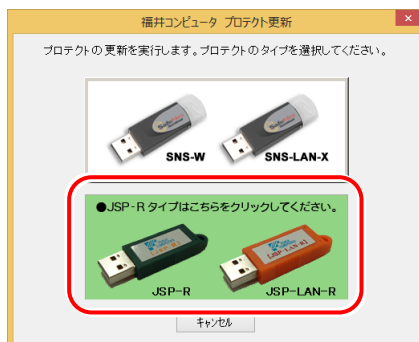 福井コンピュータ プロテクト更新
×
プロテクトの更新を実行します。プロテクトのタイプを選択してください。
SNS-W
SNS-LAN-X
●JSP-Rタイプはこちらをクリックしてください。
[JSP-LAN-R]
JSP-R
JSP-LAN-R
キャンセル